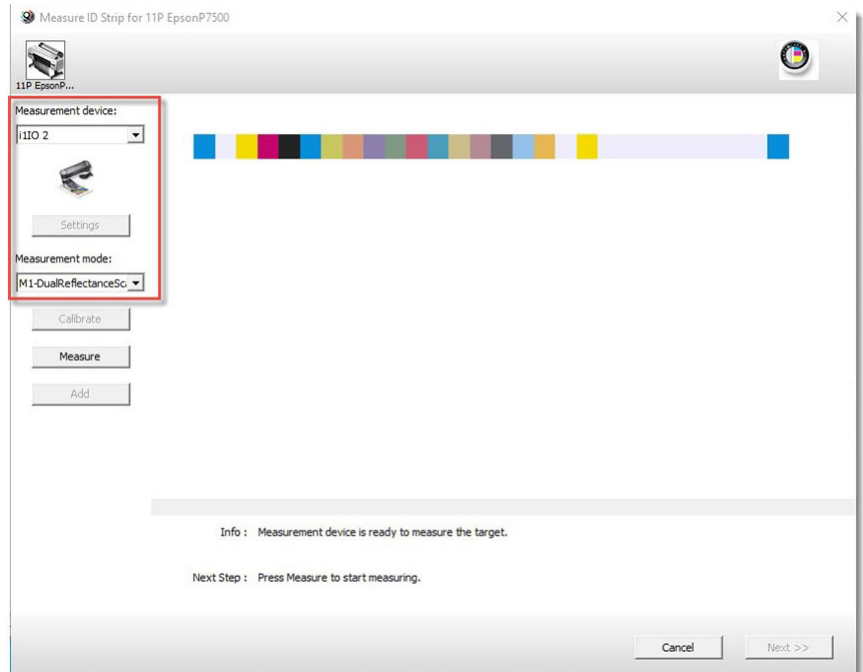 Measure ID Strip for 11P EpsonP7500
11P EpsonP...
Measurement device:
i1IO 2
Settings
Measurement mode:
M1-DualReflectanceSc
Calibrate
Measure
Add
Info : Measurement device is ready to measure the target.
Next Step : Press Measure to start measuring.
Cancel
Next >>